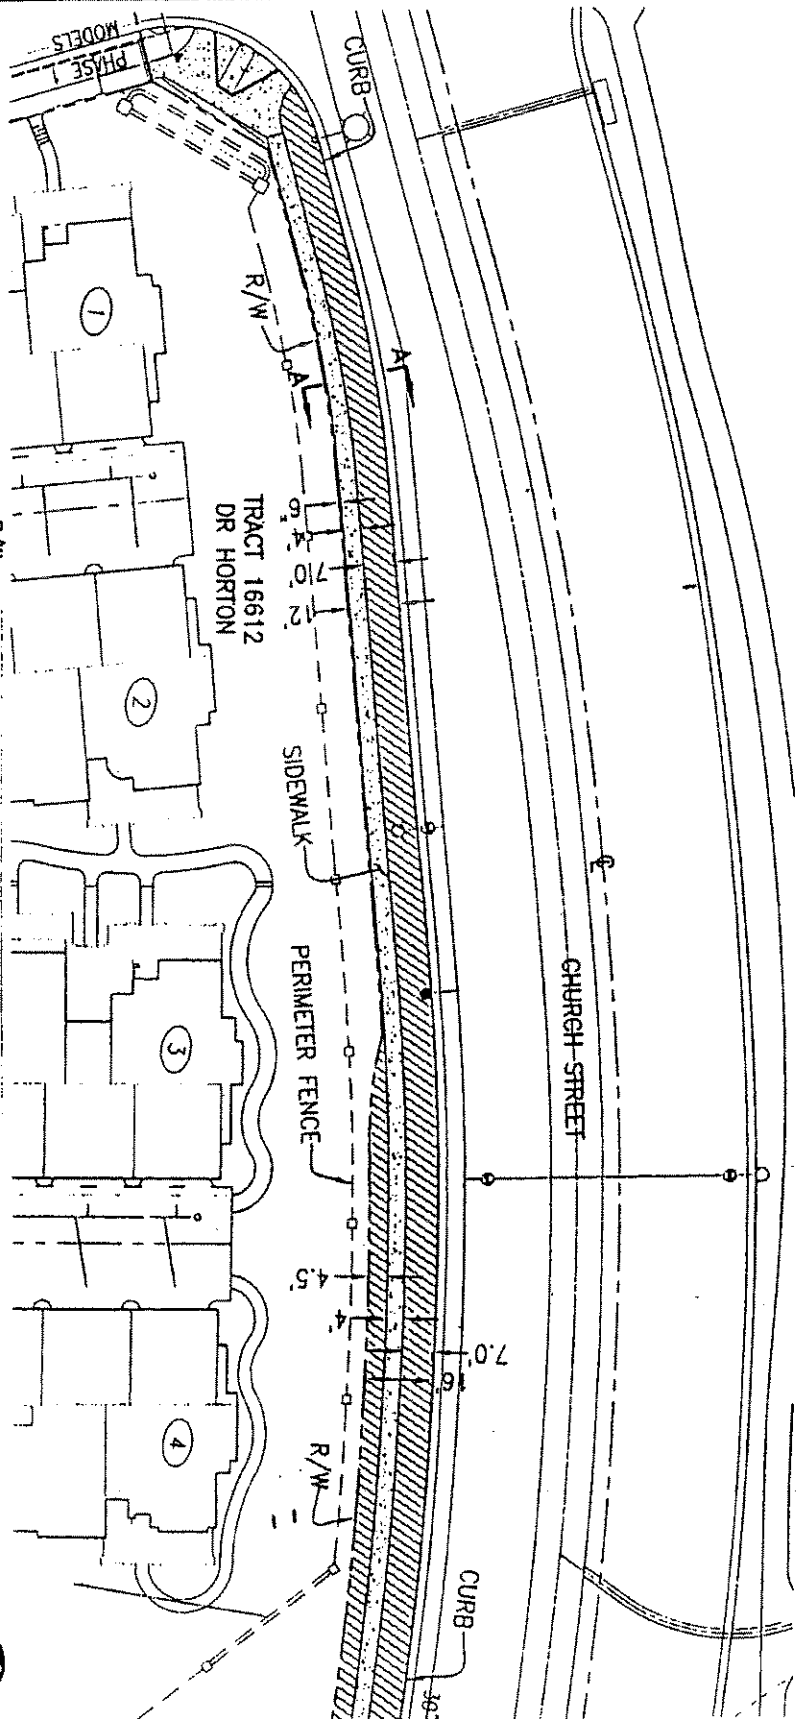 MODELS
PHASE 1
CURB
R/W
A
A
1
TRACT 16612
DR HORTON
6"
4'
7.0'
12'
2
SIDEWALK
℄
CHURCH STREET
PERIMETER FENCE
3
4.5'
4'
7.0'
16'
R/W
4
CURB